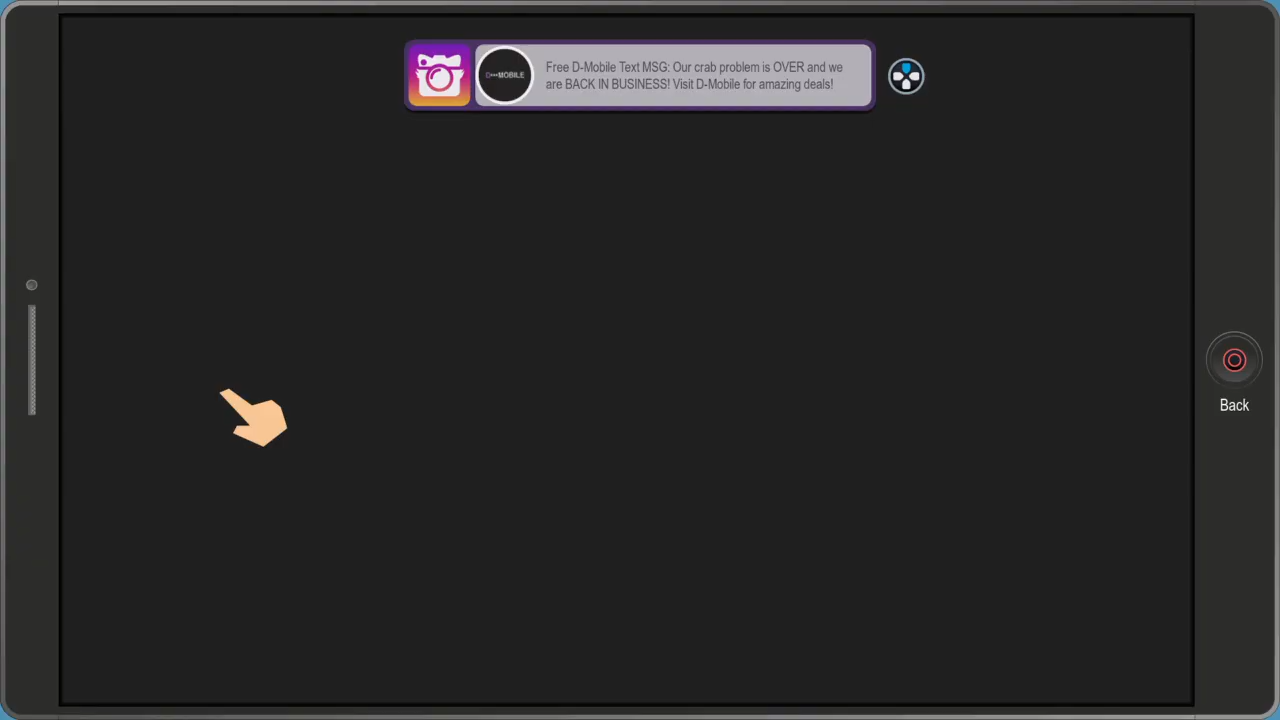 D•••MOBILE
Free D-Mobile Text MSG: Our crab problem is OVER and we
are BACK IN BUSINESS! Visit D-Mobile for amazing deals!
Back